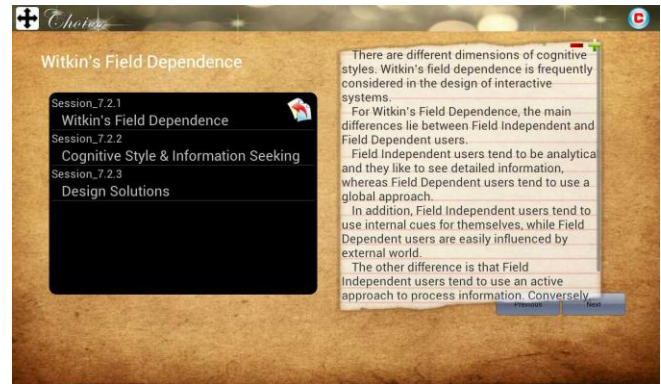 Choice
Witkin's Field Dependence
Session_7.2.1
Witkin's Field Dependence
Session_7.2.2
Cognitive Style & Information Seeking
Session_7.2.3
Design Solutions
There are different dimensions of cognitive
styles. Witkin's field dependence is frequently
considered in the design of interactive
systems.
For Witkin's Field Dependence, the main
differences lie between Field Independent and
Field Dependent users.
Field Independent users tend to be analytical
and they like to see detailed information,
whereas Field Dependent users tend to use a
global approach.
In addition, Field Independent users tend to
use internal cues for themselves, while Field
Dependent users are easily influenced by
external world.
The other difference is that Field
Independent users tend to use an active
approach to process information. Conversely,
Previous
Next
C